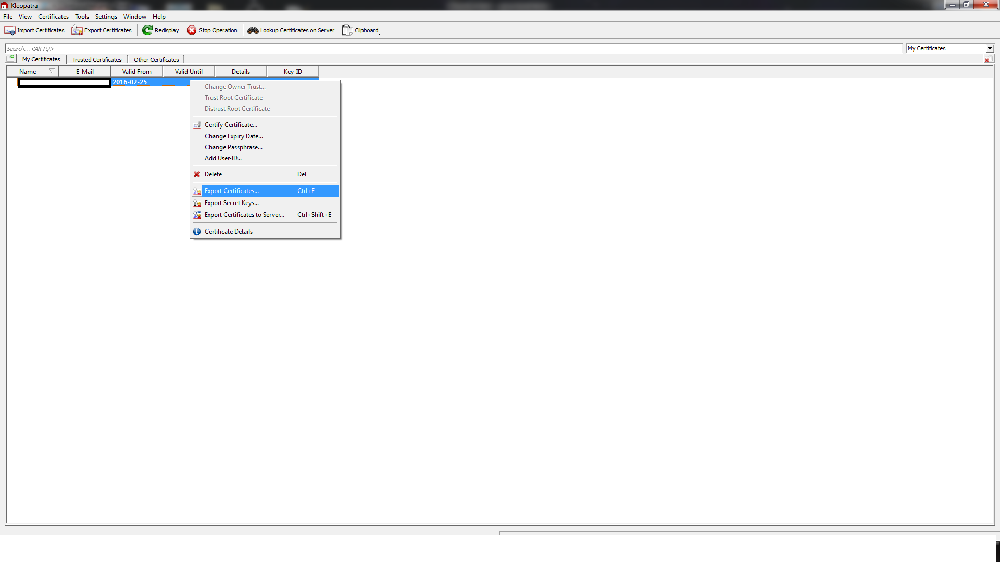 Kleopatra
File View Certificates Tools Settings Window Help
Import Certificates Export Certificates Redisplay Stop Operation Lookup Certificates on Server Clipboard
Search...<Alt+Q> My Certificates
My Certificates Trusted Certificates Other Certificates
Name E-Mail Valid From Valid Until Details Key-ID
2016-02-25
Change Owner Trust...
Trust Root Certificate
Distrust Root Certificate
Certify Certificate...
Change Expiry Date...
Change Passphrase...
Add User-ID...
Delete Del
Export Certificates... Ctrl+E
Export Secret Keys...
Export Certificates to Server... Ctrl+Shift+E
Certificate Details